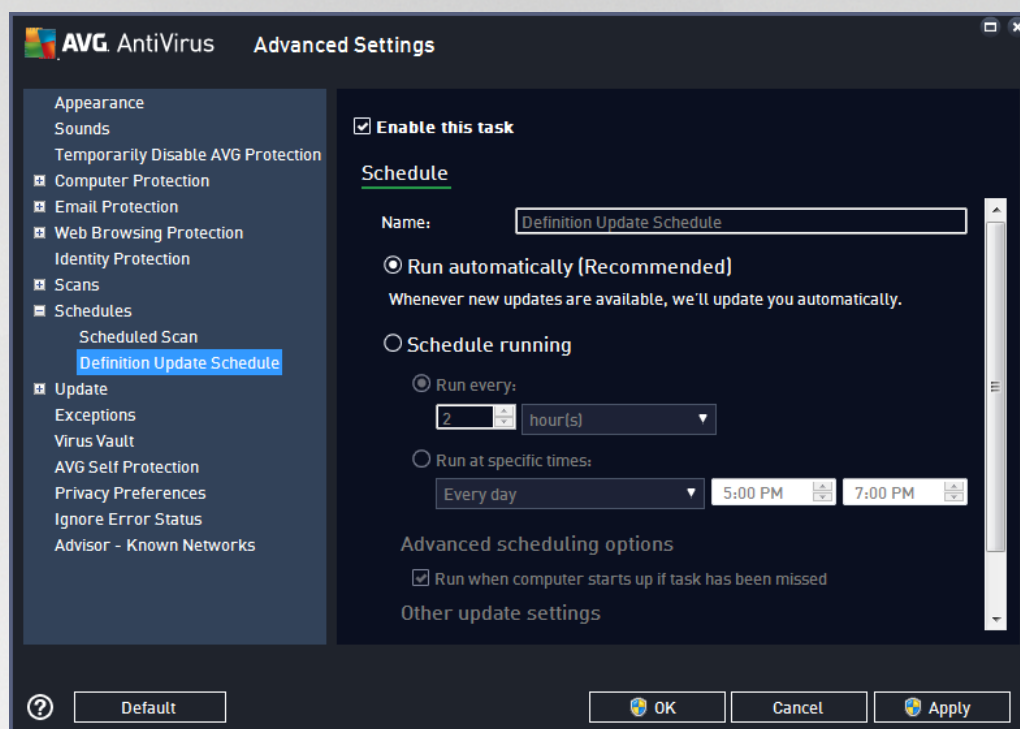 AVG. AntiVirus Advanced Settings
Appearance
Sounds
Temporarily Disable AVG Protection
Computer Protection
Email Protection
Web Browsing Protection
Identity Protection
Scans
Schedules
Scheduled Scan
Definition Update Schedule
Update
Exceptions
Virus Vault
AVG Self Protection
Privacy Preferences
Ignore Error Status
Advisor - Known Networks
Enable this task
Schedule
Name: Definition Update Schedule
Run automatically (Recommended)
Whenever new updates are available, we'll update you automatically.
Schedule running
Run every:
2 hour(s)
Run at specific times:
Every day 5:00 PM 7:00 PM
Advanced scheduling options
Run when computer starts up if task has been missed
Other update settings
? Default OK Cancel Apply